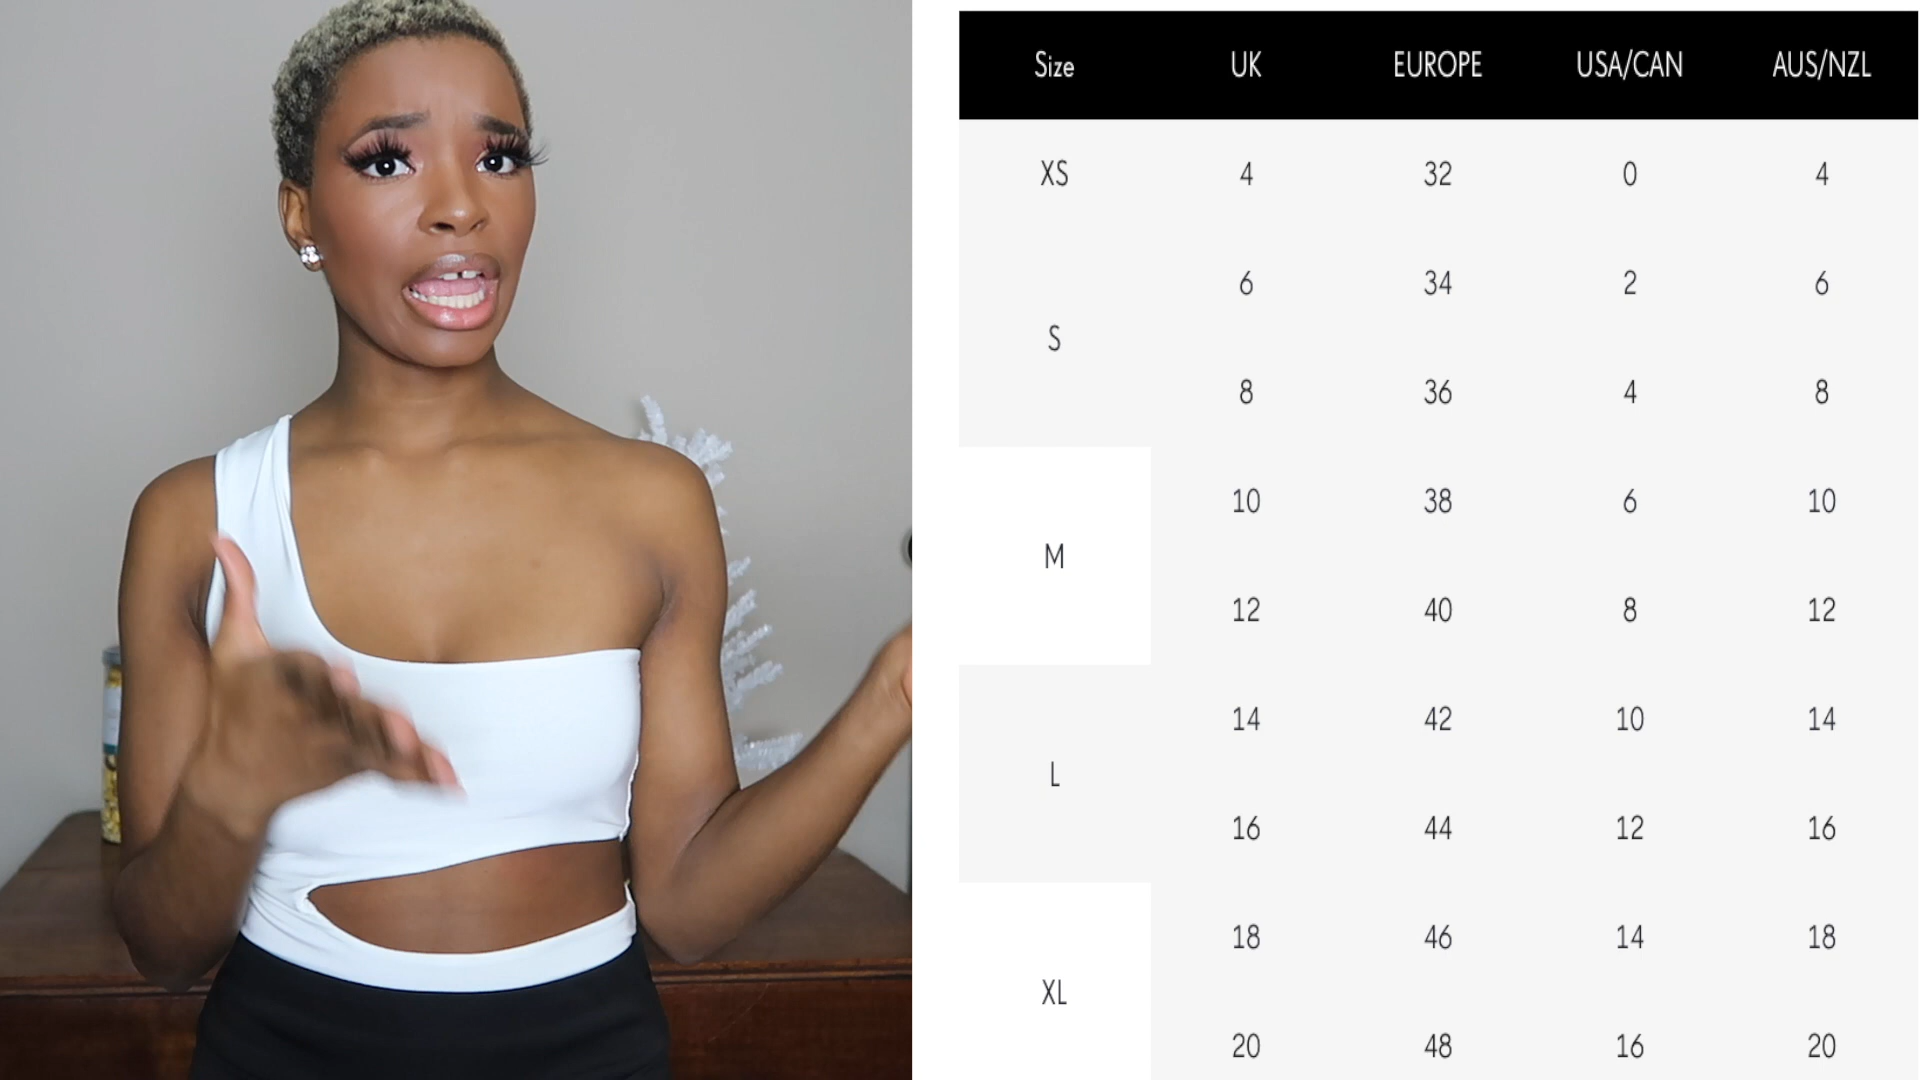 Size UK EUROPE USA/CAN AUS/NZL
XS 4 32 0 4
S
6 34 2 6
8 36 4 8
M
10 38 6 10
12 40 8 12
L
14 42 10 14
16 44 12 16
XL
18 46 14 18
20 48 16 20